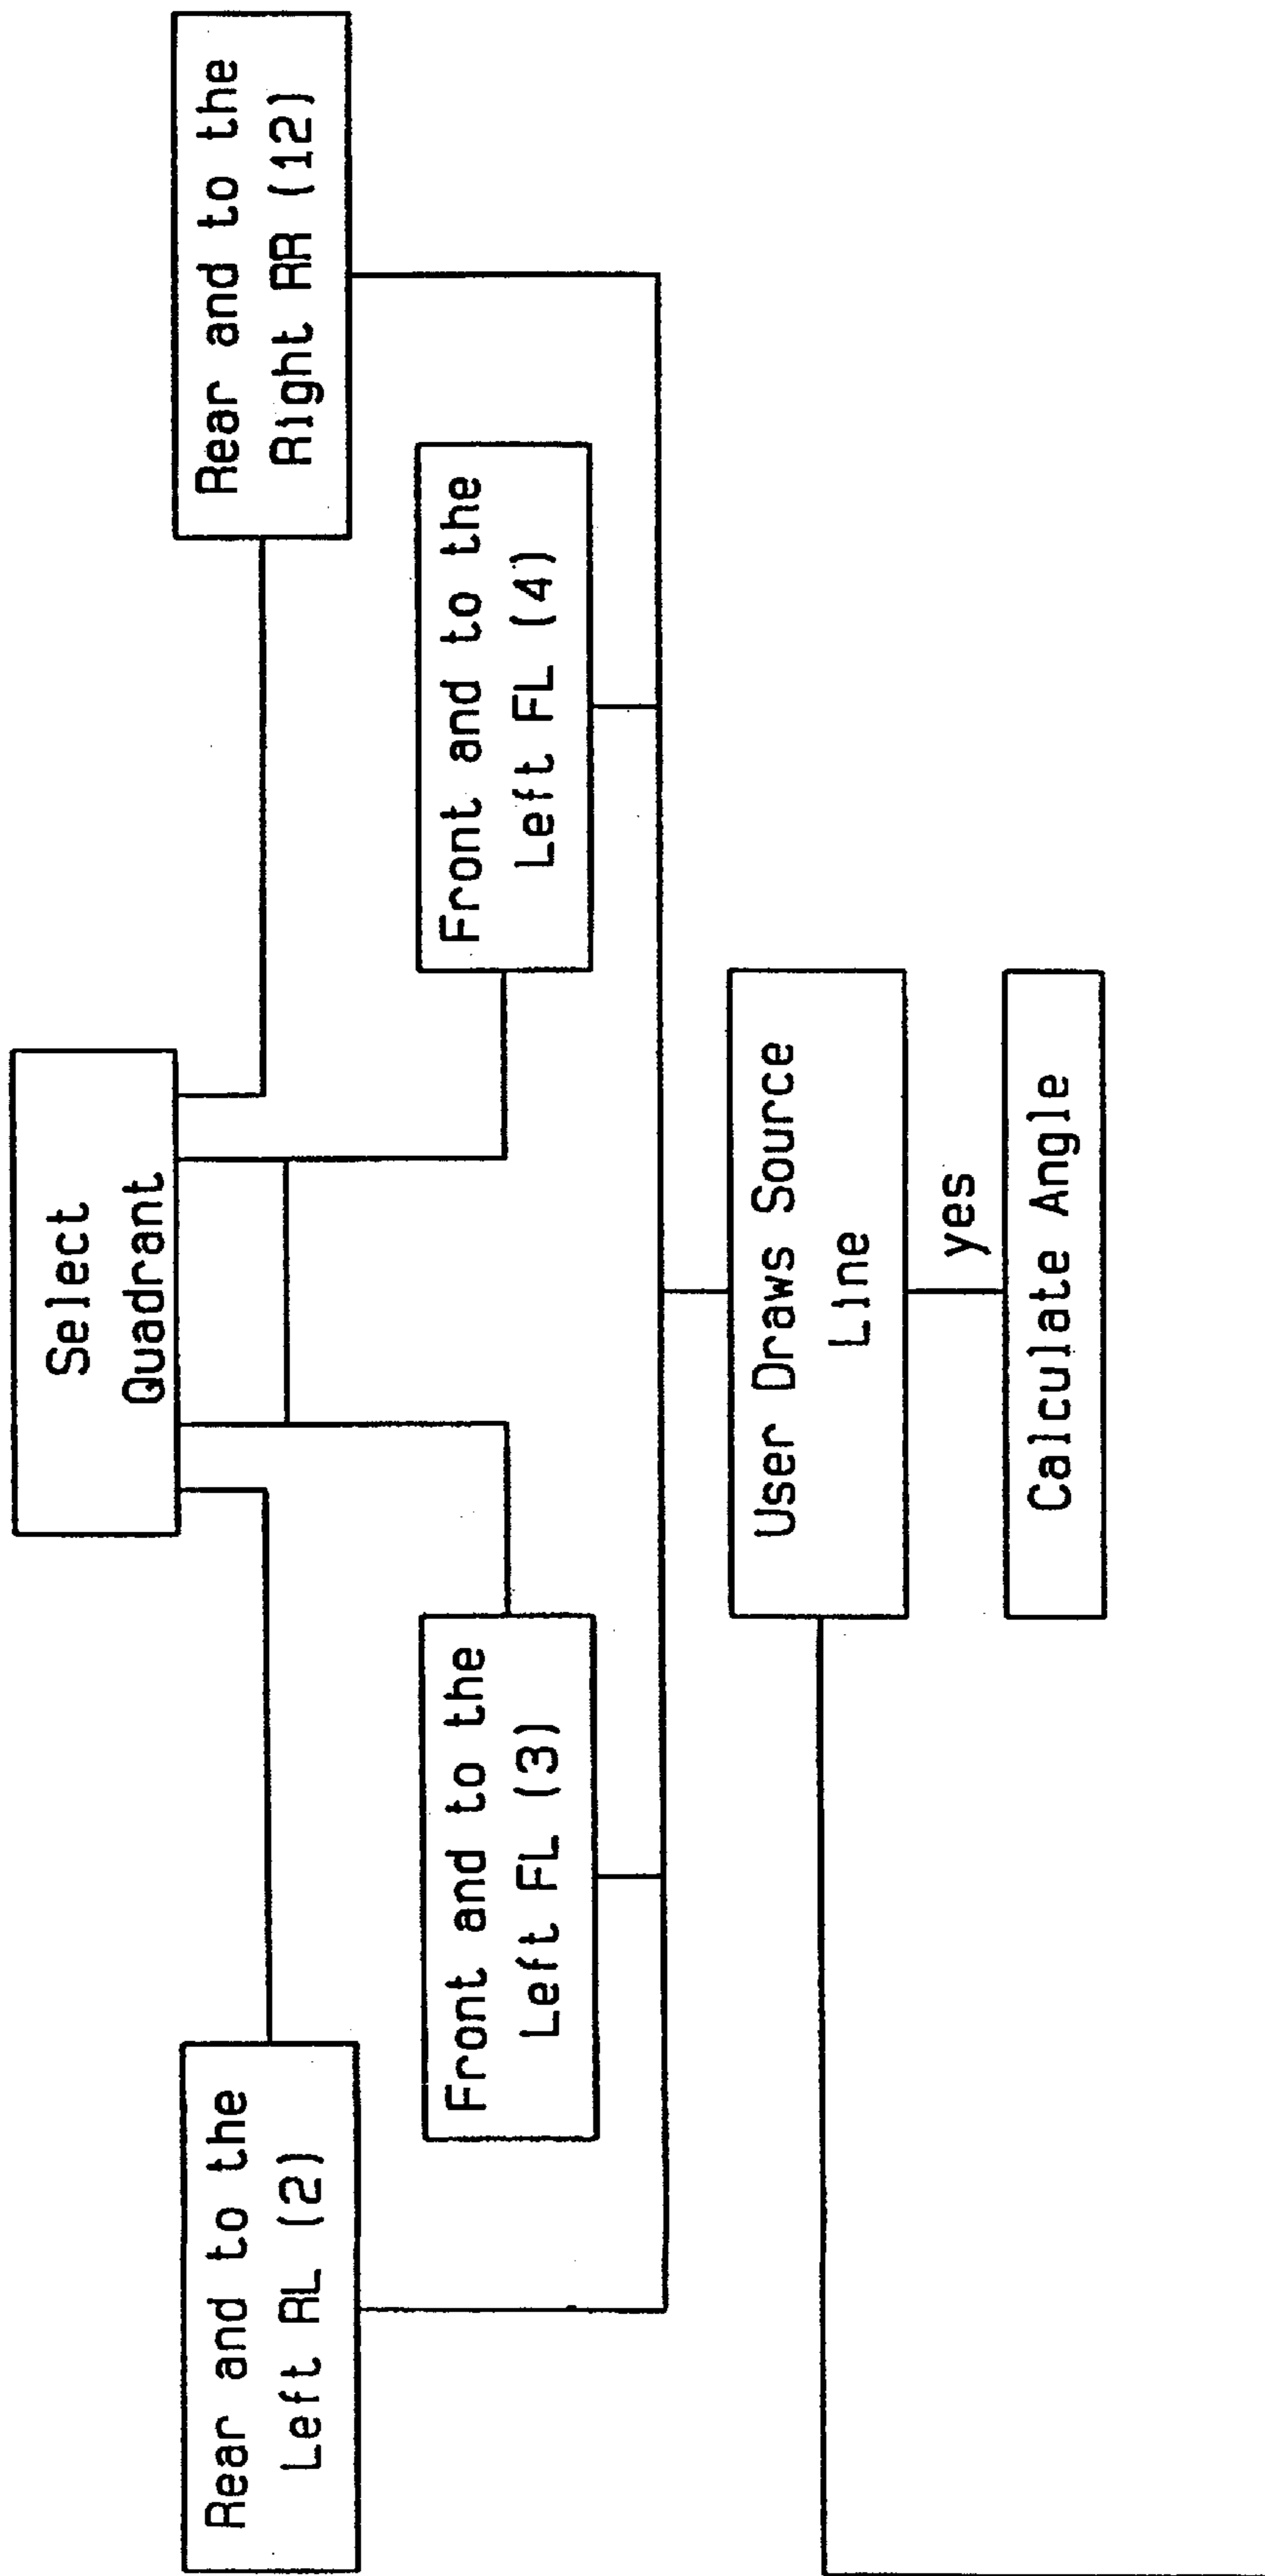 Select
Quadrant
Rear and to the
Left RL (2)
Rear and to the
Right RR (12)
Front and to the
Left FL (3)
Front and to the
Left FL (4)
User Draws Source
Line
yes
Calculate Angle